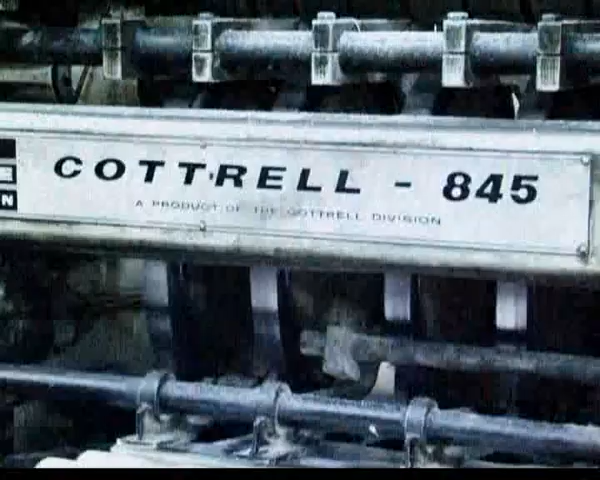 E
N
COTTRELL - 845
A PRODUCT OF THE COTTRELL DIVISION